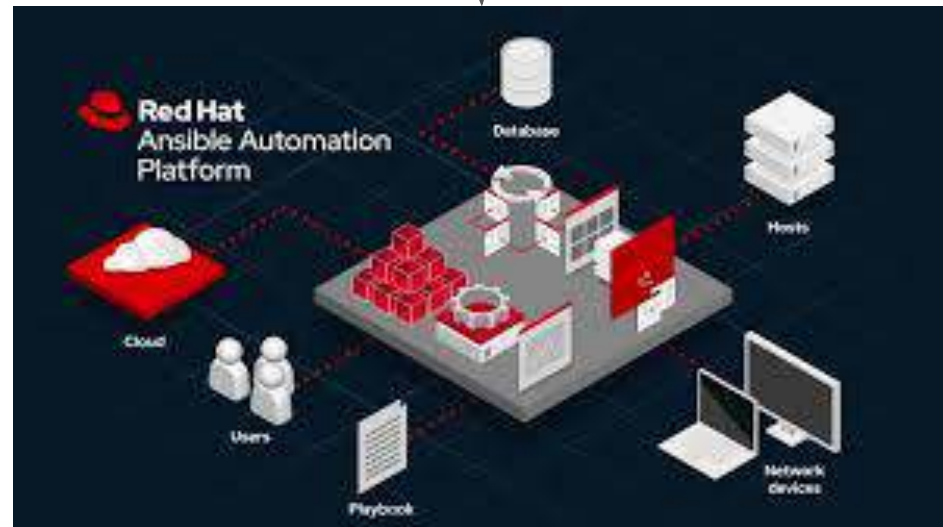 Red Hat
Ansible Automation
Platform
Database
Hosts
Cloud
Users
Playbook
Network
devices